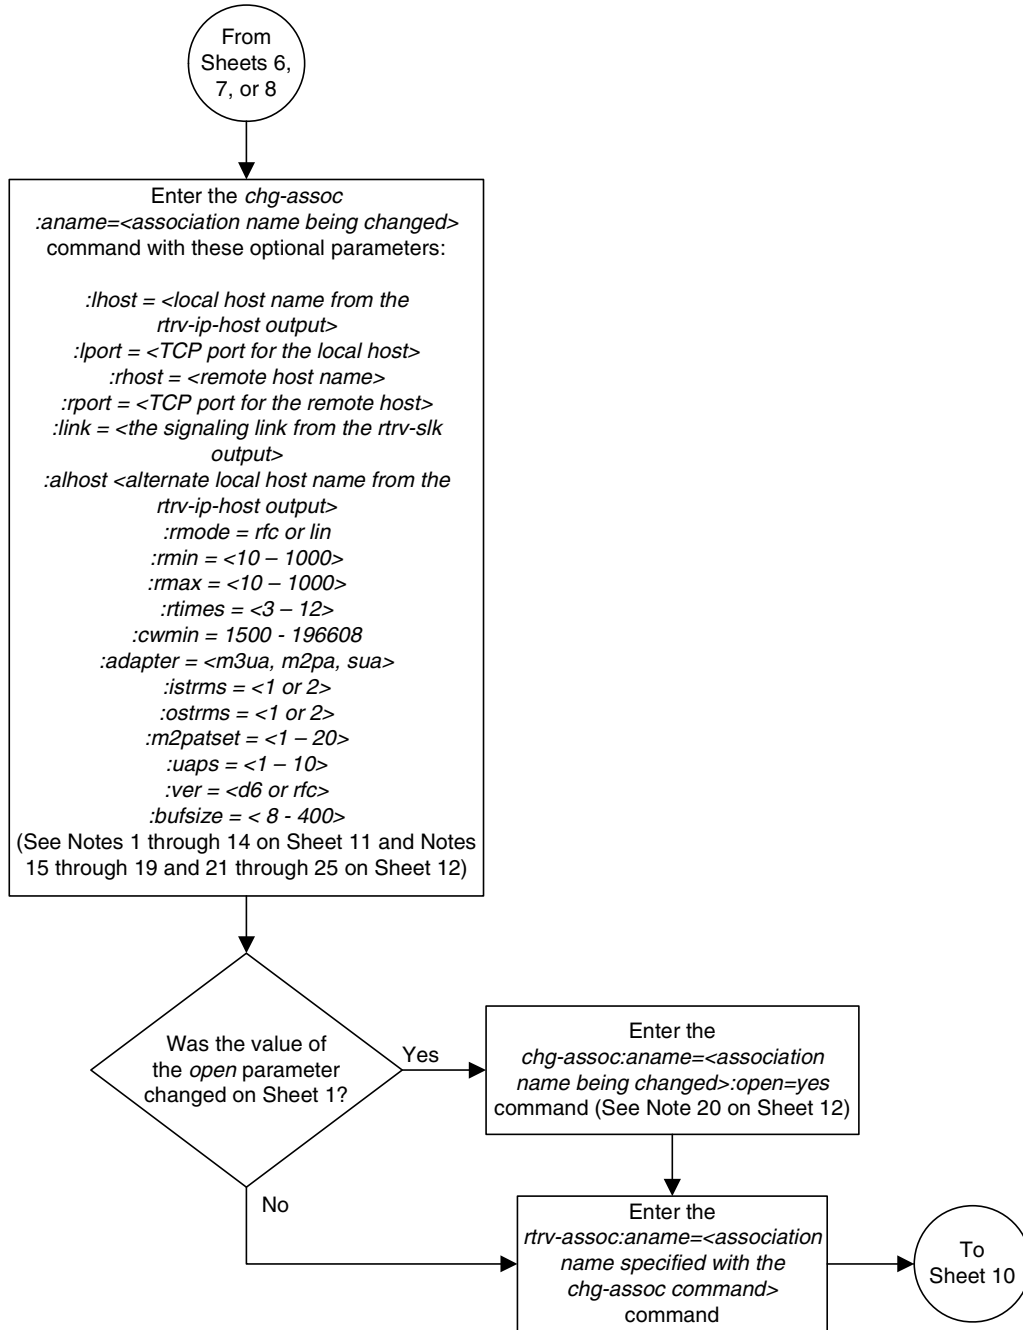 From
Sheets 6,
7, or 8
Enter the chg-assoc
:aname=<association name being changed>
command with these optional parameters:
:lhost = <local host name from the
rtrv-ip-host output>
:lport = <TCP port for the local host>
:rhost = <remote host name>
:rport = <TCP port for the remote host>
:link = <the signaling link from the rtrv-slk
output>
:alhost <alternate local host name from the
rtrv-ip-host output>
:rmode = rfc or lin
:rmin = <10 – 1000>
:rmax = <10 – 1000>
:rtimes = <3 – 12>
:cwmin = 1500 - 196608
:adapter = <m3ua, m2pa, sua>
:istrms = <1 or 2>
:ostrms = <1 or 2>
:m2patset = <1 – 20>
:uaps = <1 – 10>
:ver = <d6 or rfc>
:bufsize = < 8 - 400>
(See Notes 1 through 14 on Sheet 11 and Notes
15 through 19 and 21 through 25 on Sheet 12)
Was the value of
the open parameter
changed on Sheet 1?
Yes
Enter the
chg-assoc:aname=<association
name being changed>:open=yes
command (See Note 20 on Sheet 12)
No
Enter the
rtrv-assoc:aname=<association
name specified with the
chg-assoc command>
command
To
Sheet 10